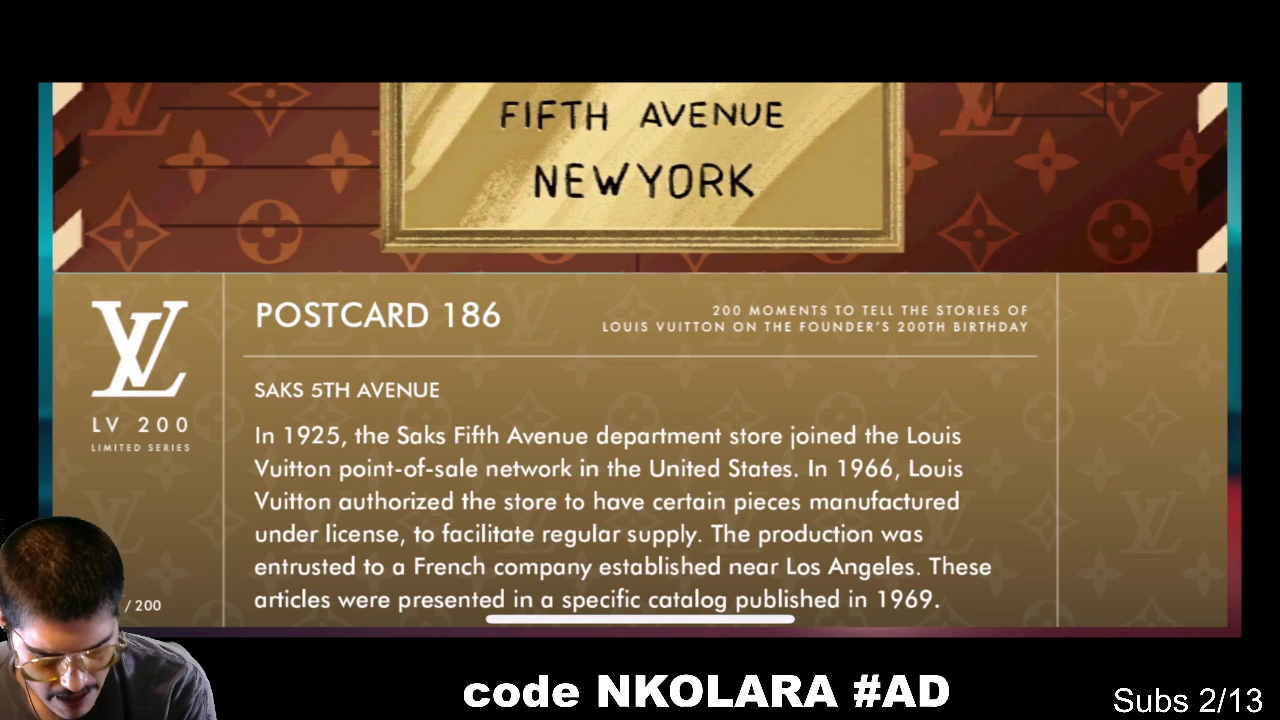 FIFTH AVENUE
NEW YORK
LV
LV 200
LIMITED SERIES
POSTCARD 186
200 MOMENTS TO TELL THE STORIES OF
LOUIS VUITTON ON THE FOUNDER'S 200TH BIRTHDAY
SAKS 5TH AVENUE
In 1925, the Saks Fifth Avenue department store joined the Louis
Vuitton point-of-sale network in the United States. In 1966, Louis
Vuitton authorized the store to have certain pieces manufactured
under license, to facilitate regular supply. The production was
entrusted to a French company established near Los Angeles. These
articles were presented in a specific catalog published in 1969.
/ 200
code NKOLARA #AD
Subs 2/13